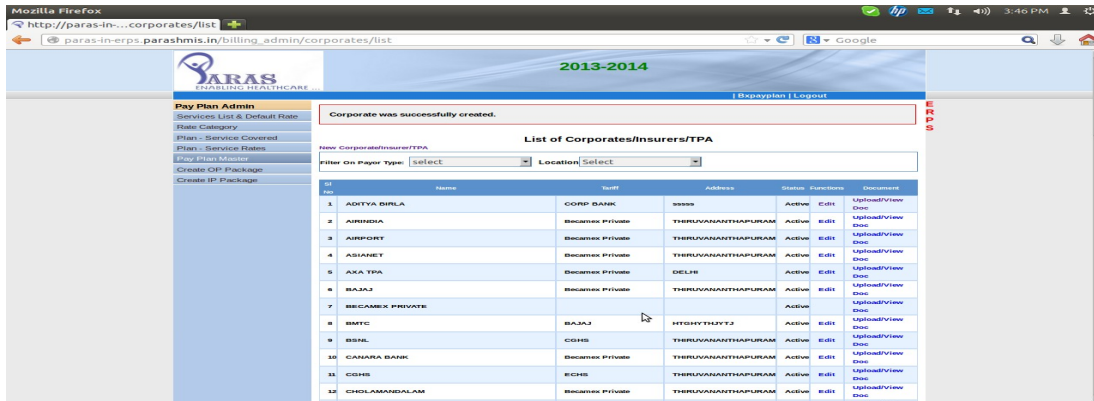 Mozilla Firefox
3:46 PM
http://paras-in-...corporates/list
paras-in-erps.parashmis.in/billing_admin/corporates/list
Google
PARAS
ENABLING HEALTHCARE ...
2013-2014
| Bxpayplan | Logout
E
R
P
S
Pay Plan Admin
Services List & Default Rate
Rate Category
Plan - Service Covered
Plan - Service Rates
Pay Plan Master
Create OP Package
Create IP Package
Corporate was successfully created.
List of Corporates/Insurers/TPA
New Corporate/Insurer/TPA
Filter On Payor Type: select Location Select
Sl No Name Tariff Address Status Functions Document
1 ADITYA BIRLA CORP BANK sssss Active Edit Upload/View Doc
2 AIRINDIA Becamex Private THIRUVANANTHAPURAM Active Edit Upload/View Doc
3 AIRPORT Becamex Private THIRUVANANTHAPURAM Active Edit Upload/View Doc
4 ASIANET Becamex Private THIRUVANANTHAPURAM Active Edit Upload/View Doc
5 AXA TPA Becamex Private DELHI Active Edit Upload/View Doc
6 BAJAJ Becamex Private THIRUVANANTHAPURAM Active Edit Upload/View Doc
7 BECAMEX PRIVATE Active Upload/View Doc
8 BMTC BAJAJ HTGHYTHJYTJ Active Edit Upload/View Doc
9 BSNL CGHS THIRUVANANTHAPURAM Active Edit Upload/View Doc
10 CANARA BANK Becamex Private THIRUVANANTHAPURAM Active Edit Upload/View Doc
11 CGHS ECHS THIRUVANANTHAPURAM Active Edit Upload/View Doc
12 CHOLAMANDALAM Becamex Private THIRUVANANTHAPURAM Active Edit Upload/View Doc